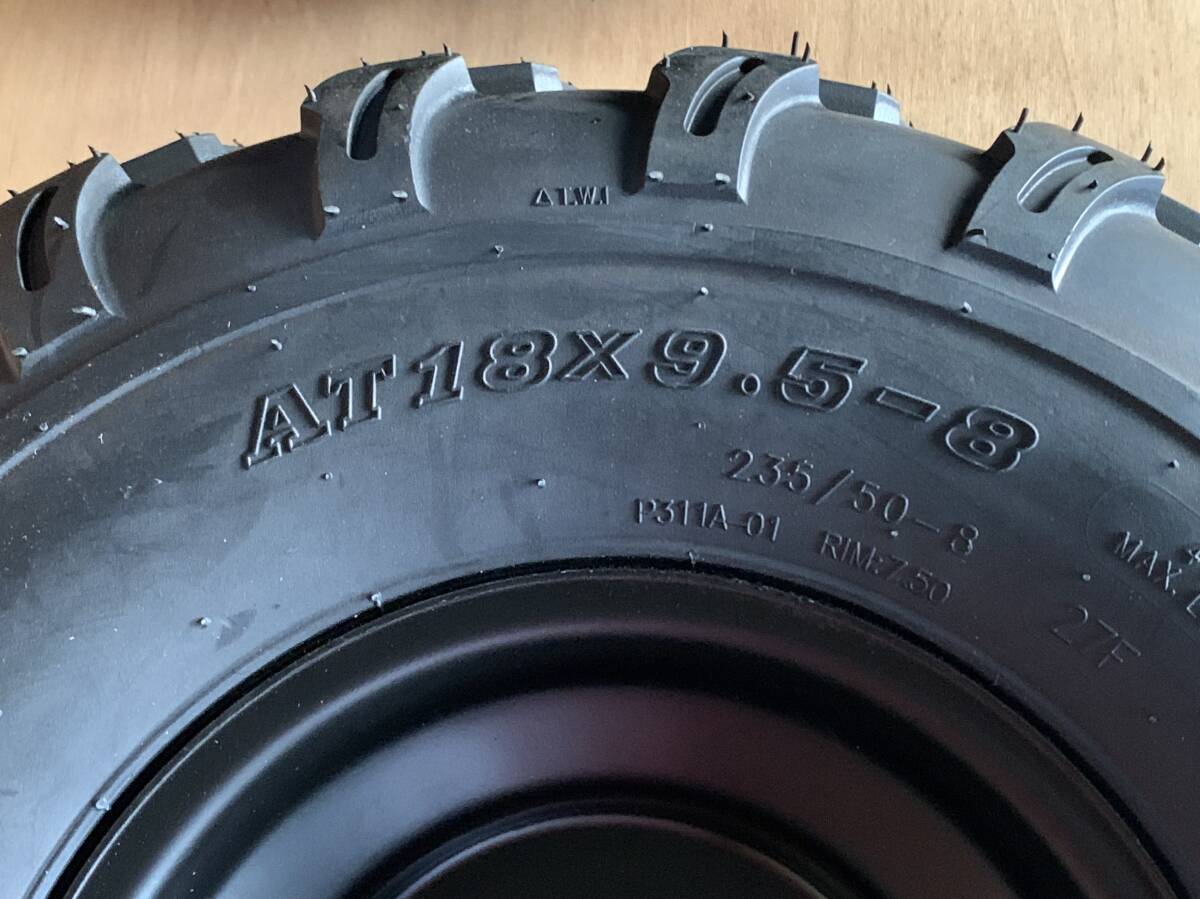 △T.W.I
AT18X9.5-8
235/50-8
P311A-01 RIM:7.50
MAX.
27F